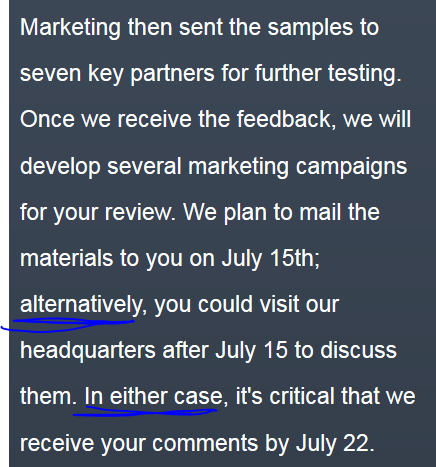 Marketing then sent the samples to
seven key partners for further testing.
Once we receive the feedback, we will
develop several marketing campaigns
for your review. We plan to mail the
materials to you on July 15th;
alternatively, you could visit our
headquarters after July 15 to discuss
them. In either case, it's critical that we
receive your comments by July 22.